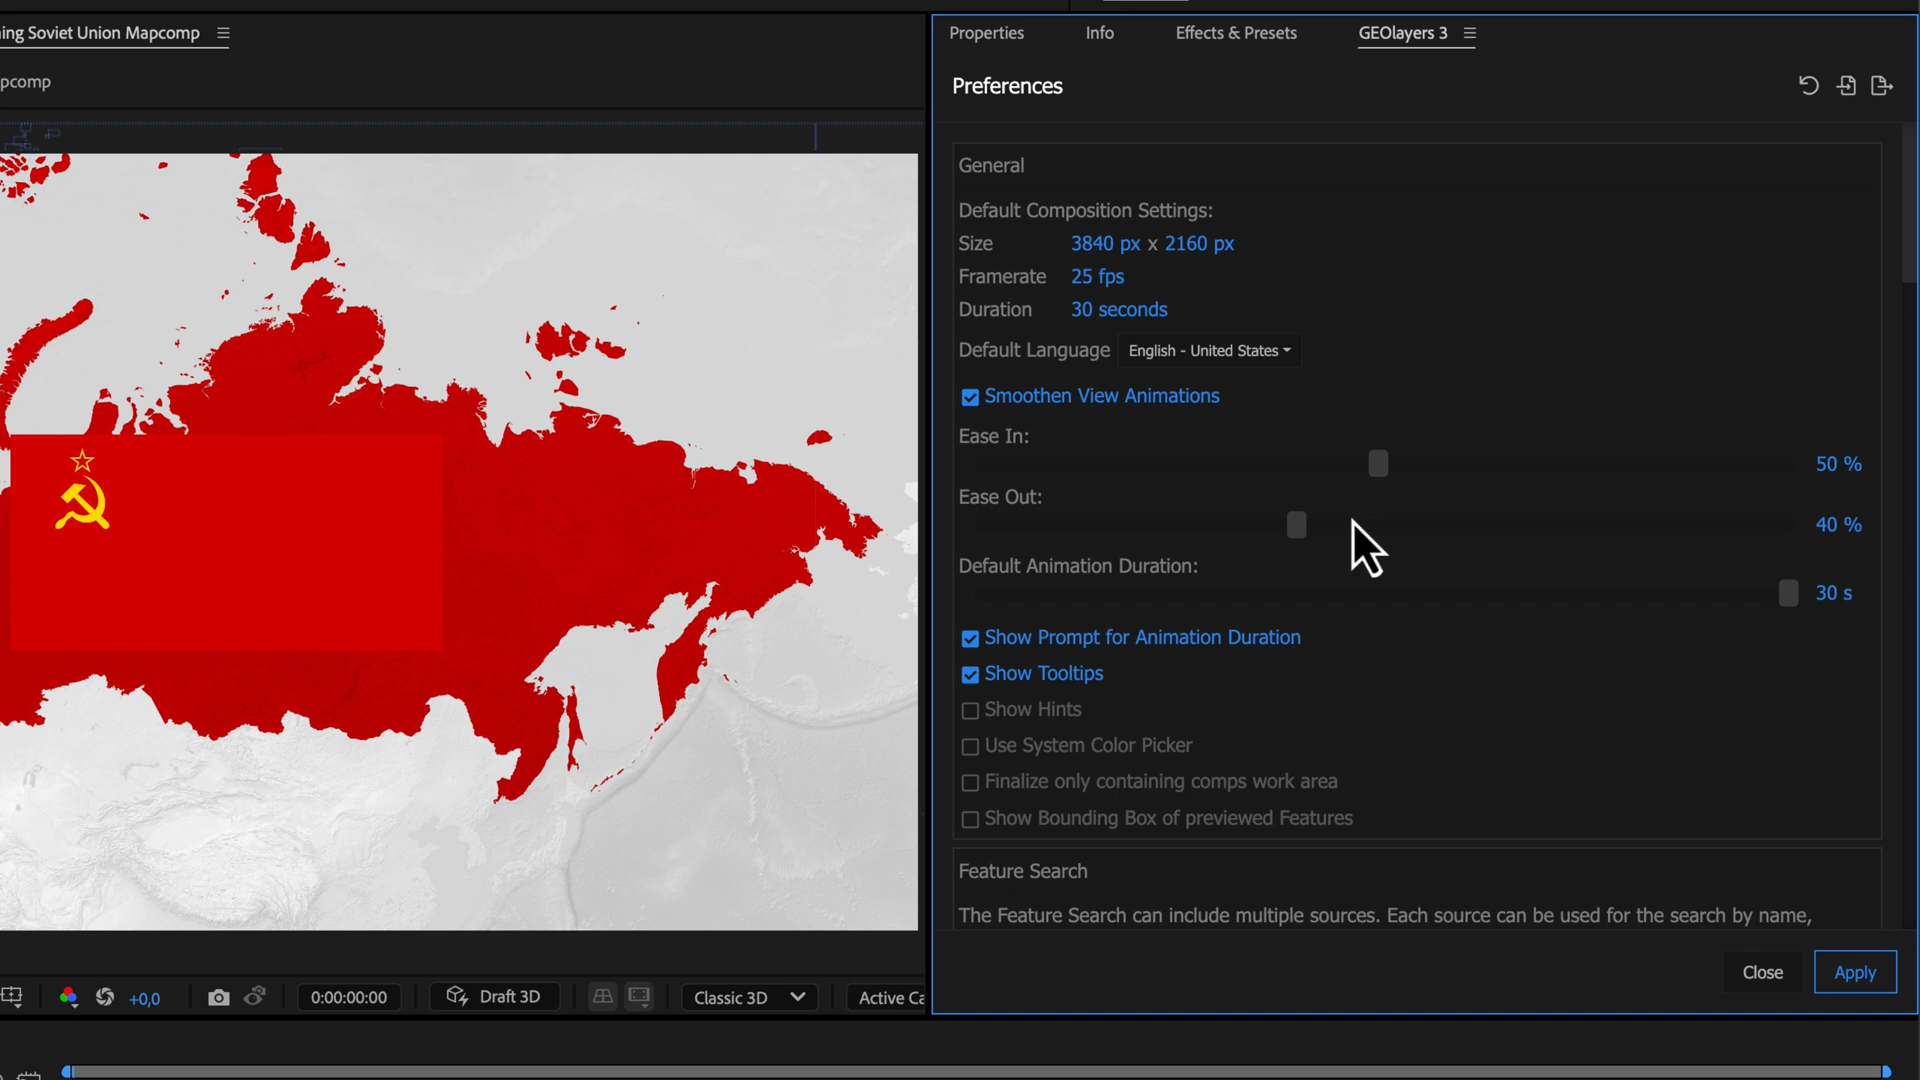 ing Soviet Union Mapcomp
pcomp
+0,0
0:00:00:00
Draft 3D
Classic 3D
Active Ca
Properties
Info
Effects & Presets
GEOlayers 3
Preferences
General
Default Composition Settings:
Size 3840 px x 2160 px
Framerate 25 fps
Duration 30 seconds
Default Language English - United States
Smoothen View Animations
Ease In:
50 %
Ease Out:
40 %
Default Animation Duration:
30 s
Show Prompt for Animation Duration
Show Tooltips
Show Hints
Use System Color Picker
Finalize only containing comps work area
Show Bounding Box of previewed Features
Feature Search
The Feature Search can include multiple sources. Each source can be used for the search by name,
Close
Apply